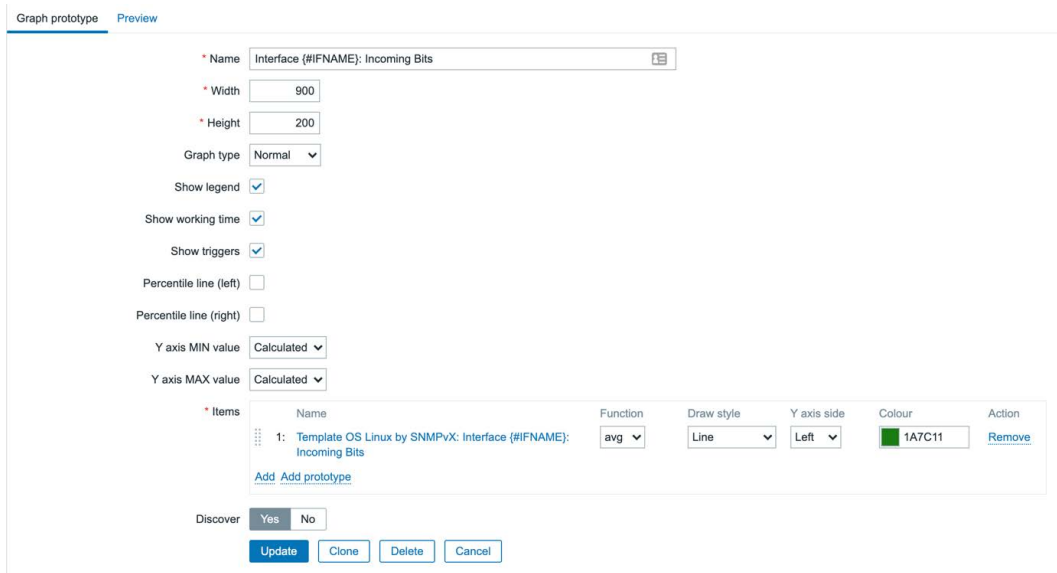 Graph prototype Preview
* Name Interface {#IFNAME}: Incoming Bits
* Width 900
* Height 200
Graph type Normal
Show legend
Show working time
Show triggers
Percentile line (left)
Percentile line (right)
Y axis MIN value Calculated
Y axis MAX value Calculated
* Items Name Function Draw style Y axis side Colour Action
1: Template OS Linux by SNMPvX: Interface {#IFNAME}: avg Line Left 1A7C11 Remove
Incoming Bits
Add Add prototype
Discover Yes No
Update Clone Delete Cancel